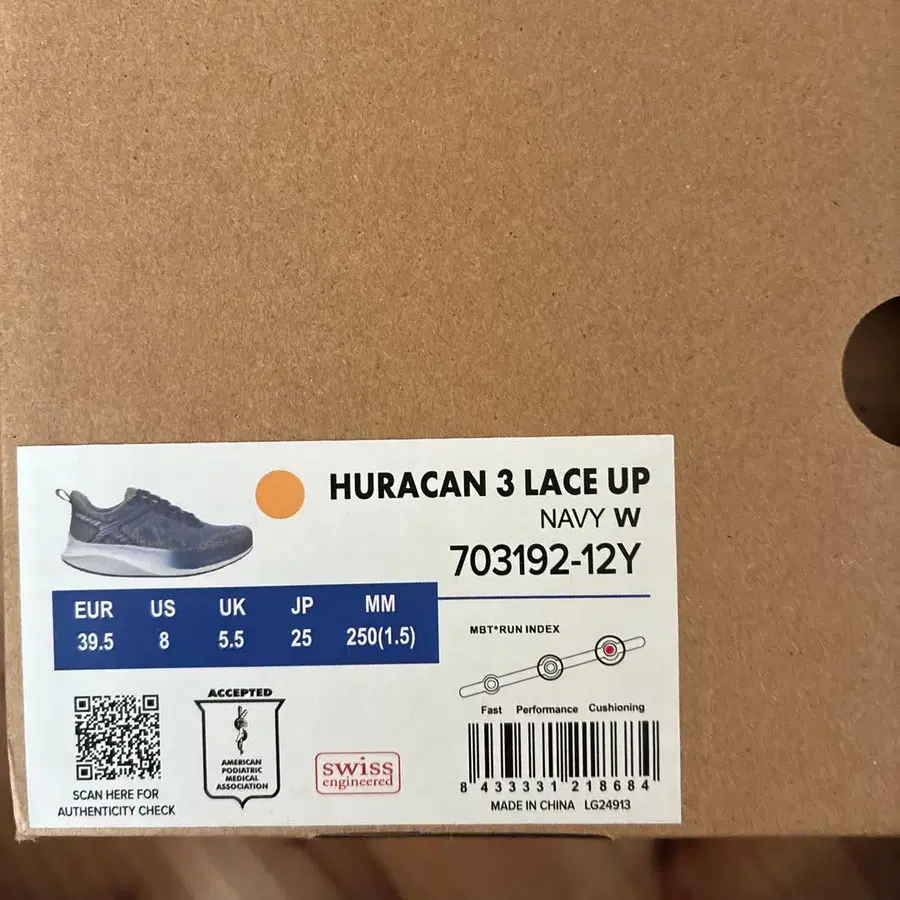 HURACAN 3 LACE UP
NAVY W
703192-12Y
EUR US UK JP MM
39.5 8 5.5 25 250(1.5)
MBT®RUN INDEX
Fast Performance Cushioning
SCAN HERE FOR
AUTHENTICITY CHECK
ACCEPTED
AMERICAN
PODIATRIC
MEDICAL
ASSOCIATION
swiss
engineered
8 433331 218684
MADE IN CHINA LG24913